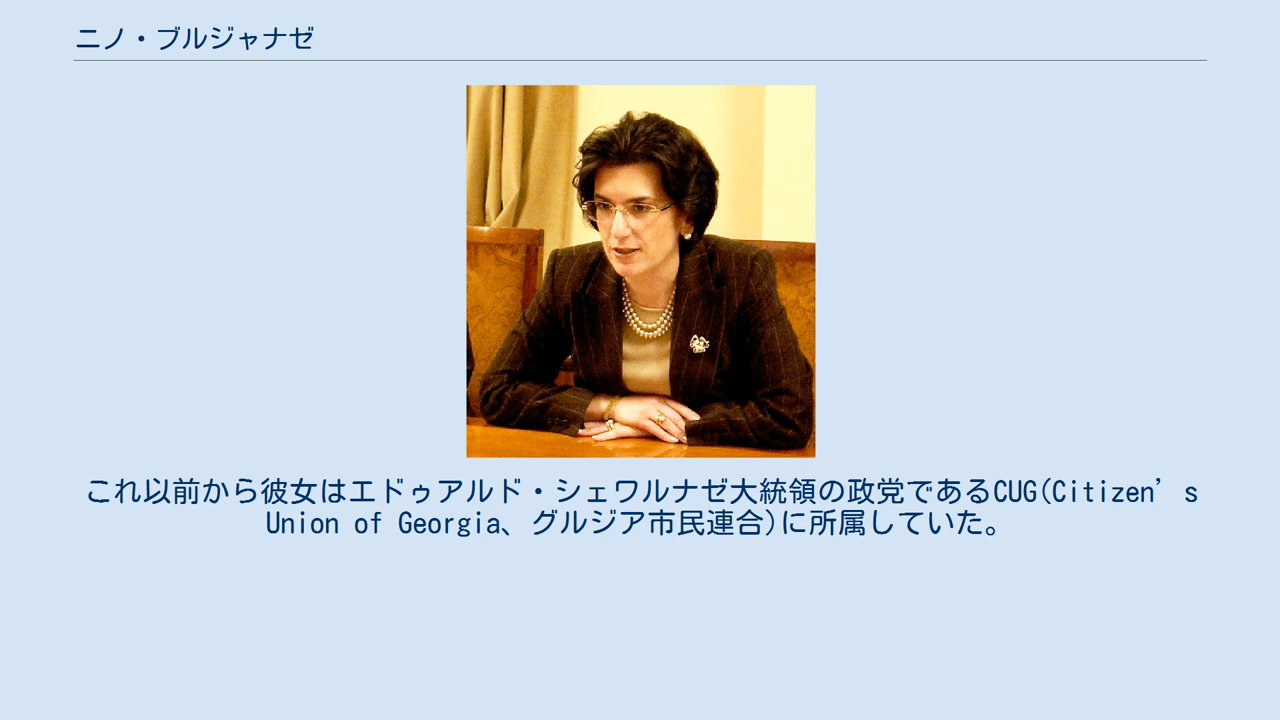 ニノ・ブルジャナゼ
これ以前から彼女はエドゥアルド・シェワルナゼ大統領の政党であるCUG(Citizen’s
Union of Georgia、グルジア市民連合)に所属していた。